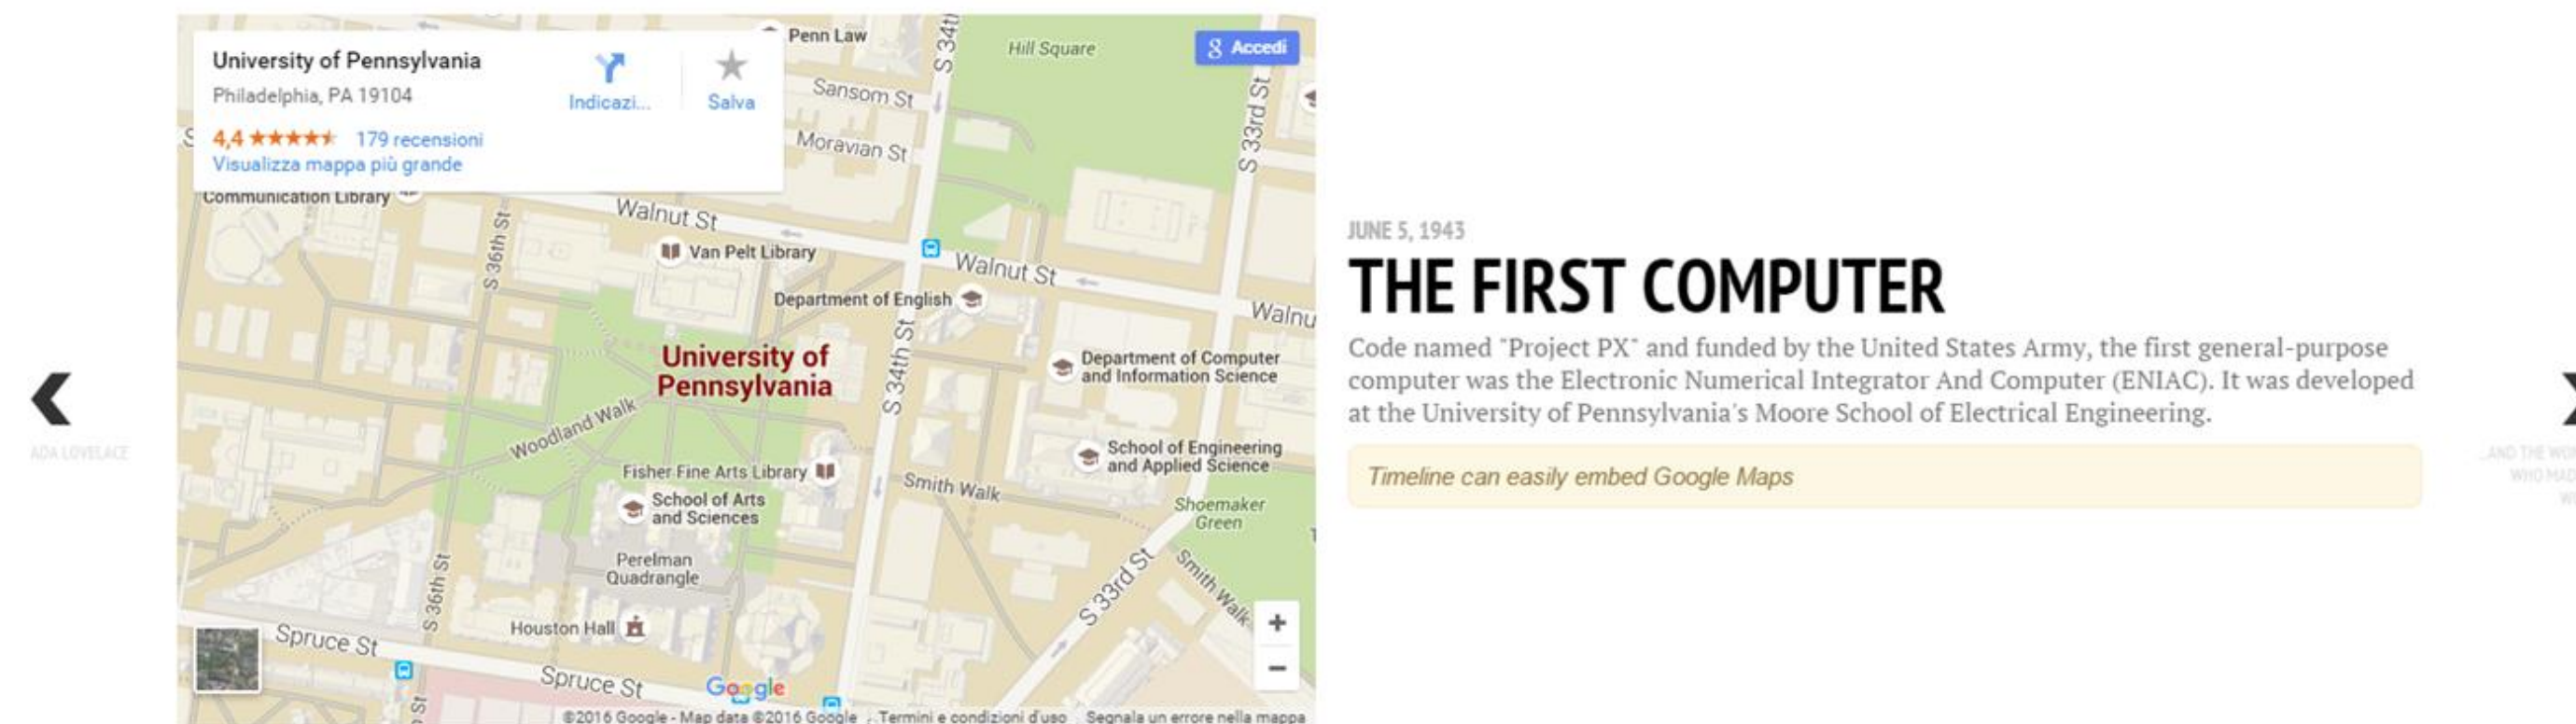 University of Pennsylvania
Philadelphia, PA 19104
4,4
179 recensioni
Visualizza mappa più grande
Indicazi...
Salva
Accedi
Penn Law
S 34th
Hill Square
Sansom St
Moravian St
S 33rd St
Communication Library
Walnut St
S 36th St
Van Pelt Library
Walnut St
Department of English
Walnu
S 34th St
University of
Pennsylvania
Department of Computer
and Information Science
Woodland Walk
Fisher Fine Arts Library
School of Engineering
and Applied Science
Smith Walk
School of Arts
and Sciences
Shoemaker
Green
Perelman
Quadrangle
S 36th St
S 33rd St
Smith Walk
Houston Hall
Spruce St
Spruce St
Google
©2016 Google - Map data ©2016 Google
Termini e condizioni d'uso
Segnala un errore nella mappa
ADA LOVELACE
JUNE 5, 1943
THE FIRST COMPUTER
Code named "Project PX" and funded by the United States Army, the first general-purpose
computer was the Electronic Numerical Integrator And Computer (ENIAC). It was developed
at the University of Pennsylvania's Moore School of Electrical Engineering.
Timeline can easily embed Google Maps
...AND THE
WHO